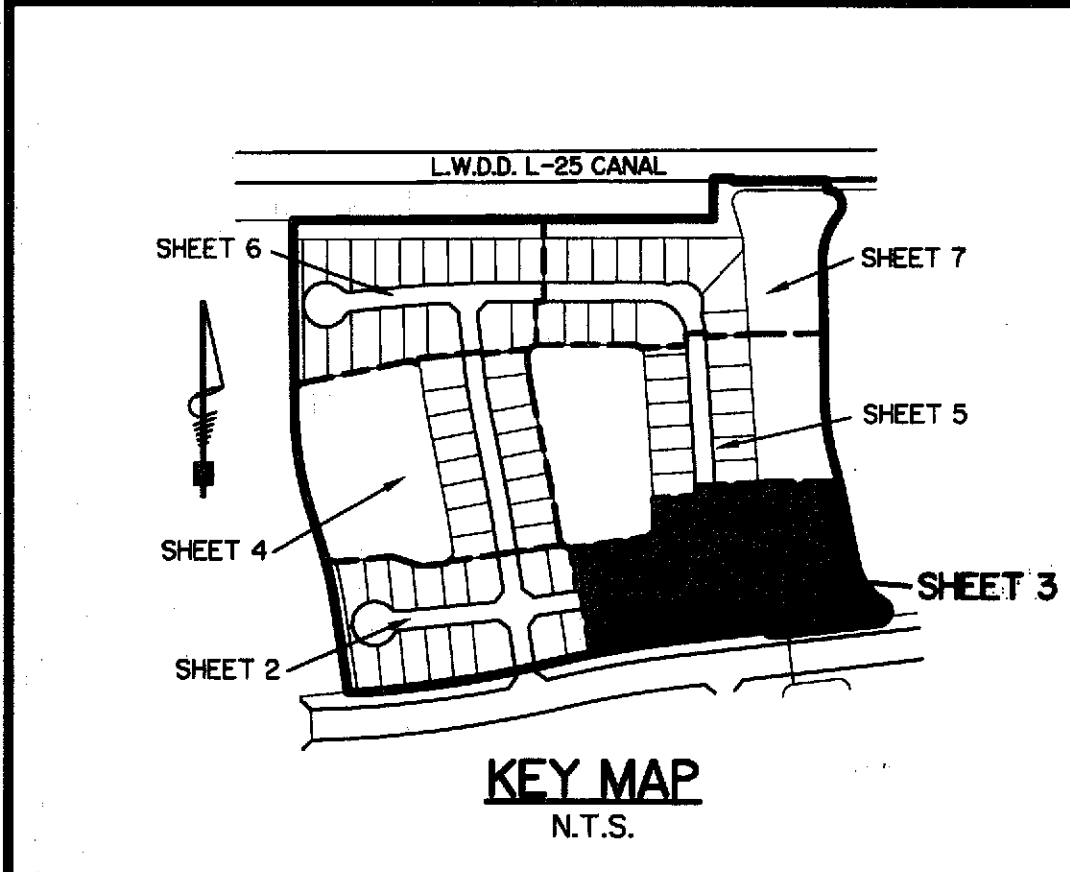 L.W.D.D. L-25 CANAL
SHEET 6
SHEET 7
SHEET 5
SHEET 4
SHEET 3
SHEET 2
KEY MAP
N.T.S.